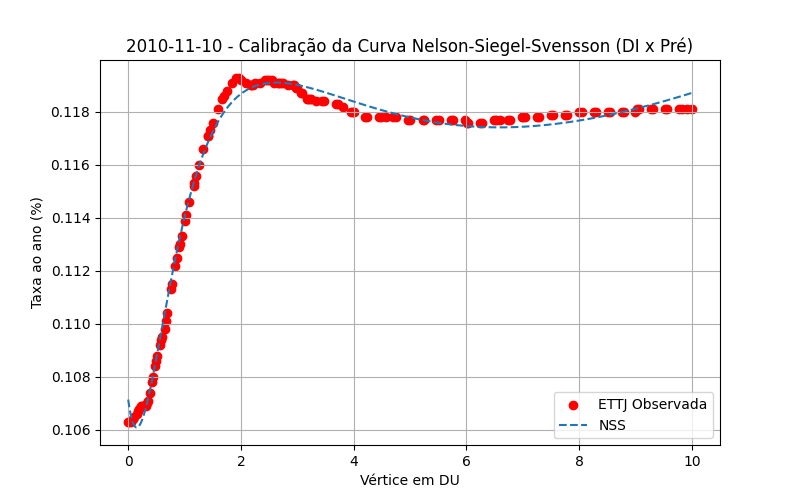 2010-11-10 - Calibração da Curva Nelson-Siegel-Svensson (DI x Pré)
Taxa ao ano (%)
0.118
0.116
0.114
0.112
0.110
0.108
0.106
ETTJ Observada
NSS
0 2 4 6 8 10
Vértice em DU